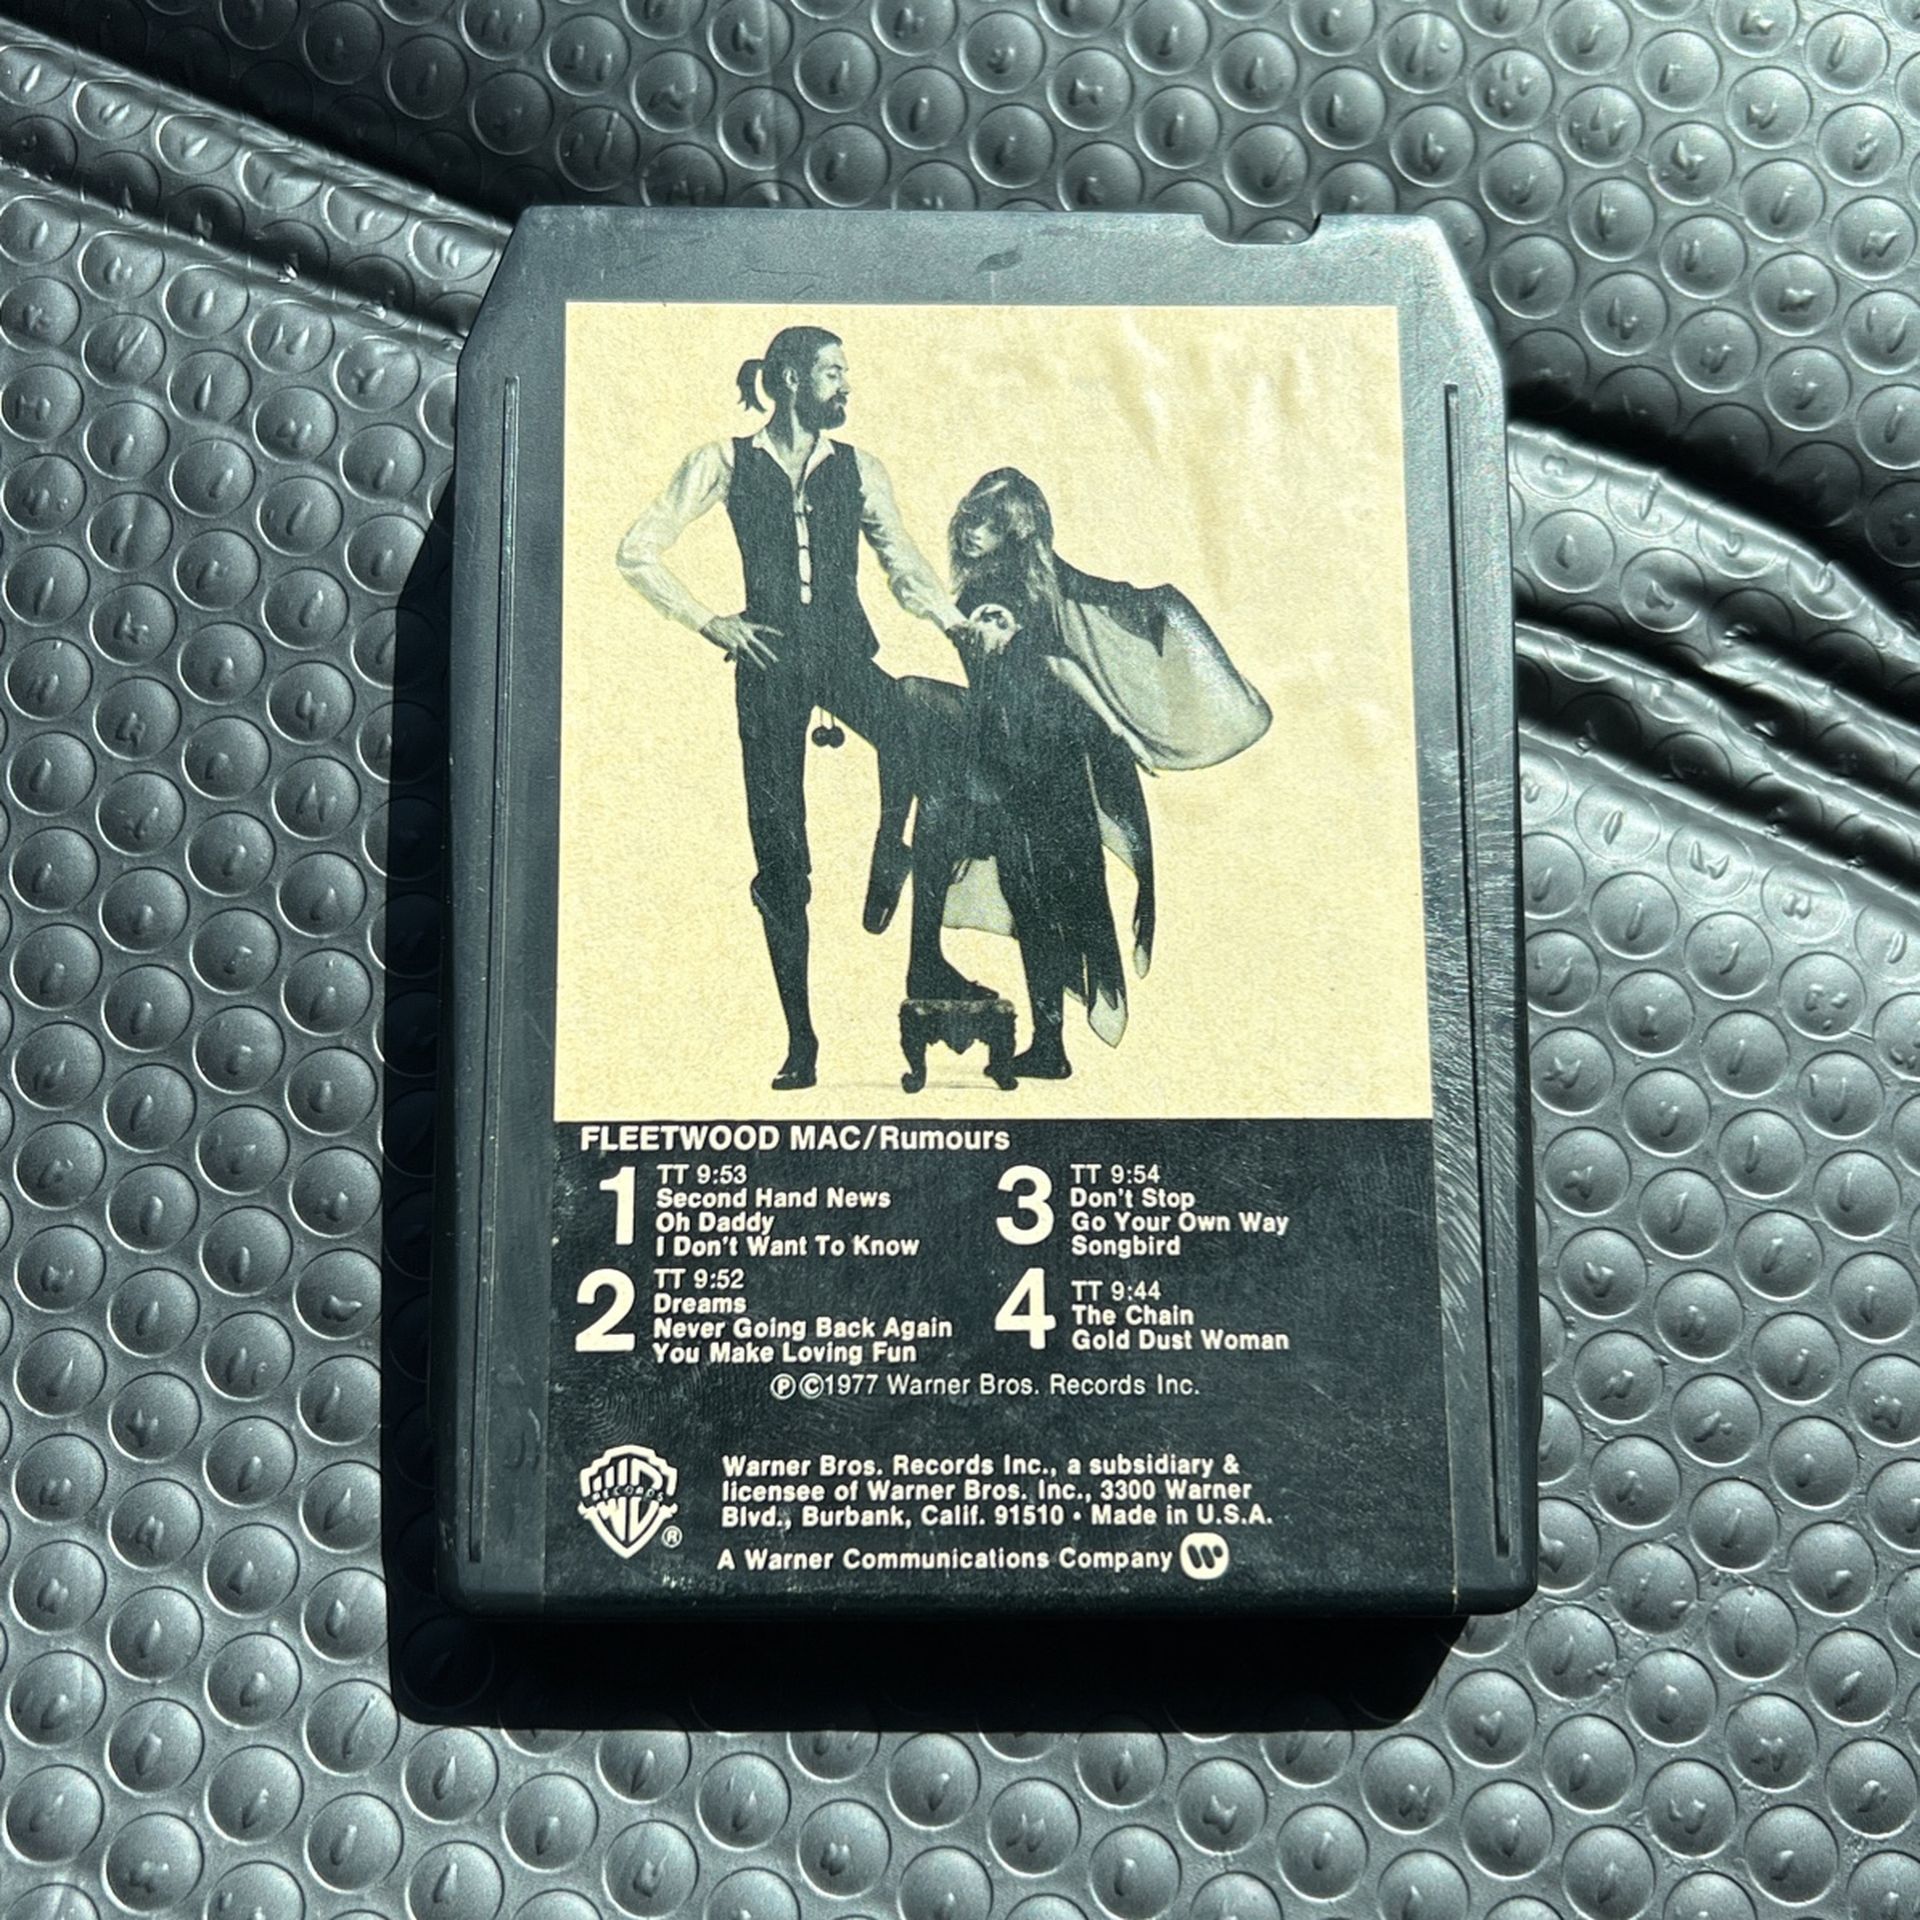 FLEETWOOD MAC/Rumours
1 TT 9:53
Second Hand News
Oh Daddy
I Don't Want To Know
2 TT 9:52
Dreams
Never Going Back Again
You Make Loving Fun
3 TT 9:54
Don't Stop
Go Your Own Way
Songbird
4 TT 9:44
The Chain
Gold Dust Woman
℗©1977 Warner Bros. Records Inc.
WB RECORDS ®
Warner Bros. Records Inc., a subsidiary &
licensee of Warner Bros. Inc., 3300 Warner
Blvd., Burbank, Calif. 91510 • Made in U.S.A.
A Warner Communications Company